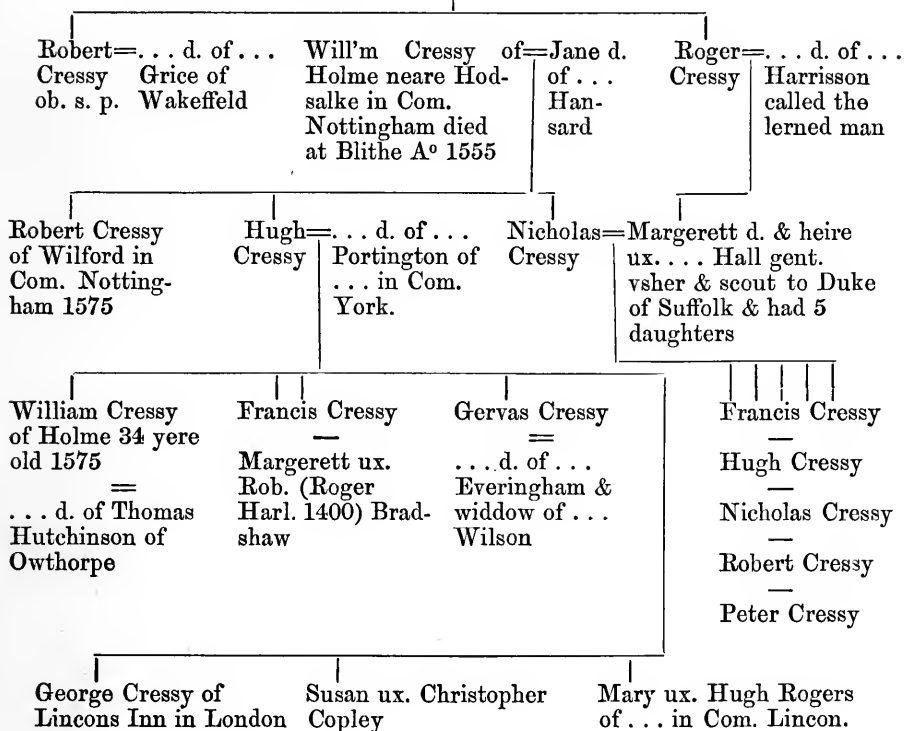 Robert=. . . d. of . . .
Cressy Grice of
ob. s. p. Wakeffeld
Will'm Cressy of=Jane d.
Holme neare Hod- of . . .
salke in Com. Han-
Nottingham died sard
at Blithe Aº 1555
Roger=. . . d. of . . .
Cressy Harrisson
called the
lerned man
Robert Cressy
of Wilford in
Com. Notting-
ham 1575
Hugh=. . . d. of . . .
Cressy Portington of
. . . in Com.
York.
Nicholas=Margerett d. & heire
Cressy ux. . . . Hall gent.
vsher & scout to Duke
of Suffolk & had 5
daughters
William Cressy
of Holme 34 yere
old 1575
=
. . . d. of Thomas
Hutchinson of
Owthorpe
Francis Cressy
—
Margerett ux.
Rob. (Roger
Harl. 1400) Brad-
shaw
Gervas Cressy
=
. . . . d. of . . .
Everingham &
widdow of . . .
Wilson
Francis Cressy
—
Hugh Cressy
—
Nicholas Cressy
—
Robert Cressy
—
Peter Cressy
George Cressy of
Lincons Inn in London
Susan ux. Christopher
Copley
Mary ux. Hugh Rogers
of . . . in Com. Lincon.